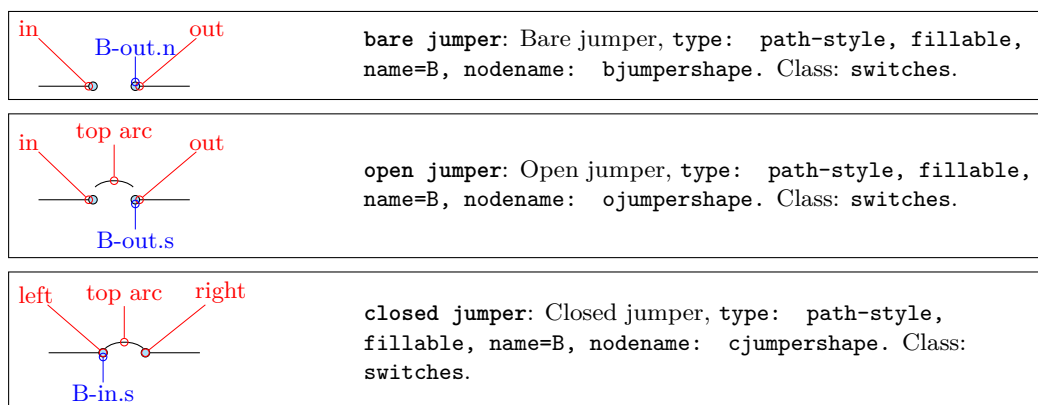 in
out
B-out.n
bare jumper: Bare jumper, type: path-style, fillable,
name=B, nodename: bjumpershape. Class: switches.
in
top arc
out
B-out.s
open jumper: Open jumper, type: path-style, fillable,
name=B, nodename: ojumpershape. Class: switches.
left
top arc
right
B-in.s
closed jumper: Closed jumper, type: path-style,
fillable, name=B, nodename: cjumpershape. Class:
switches.